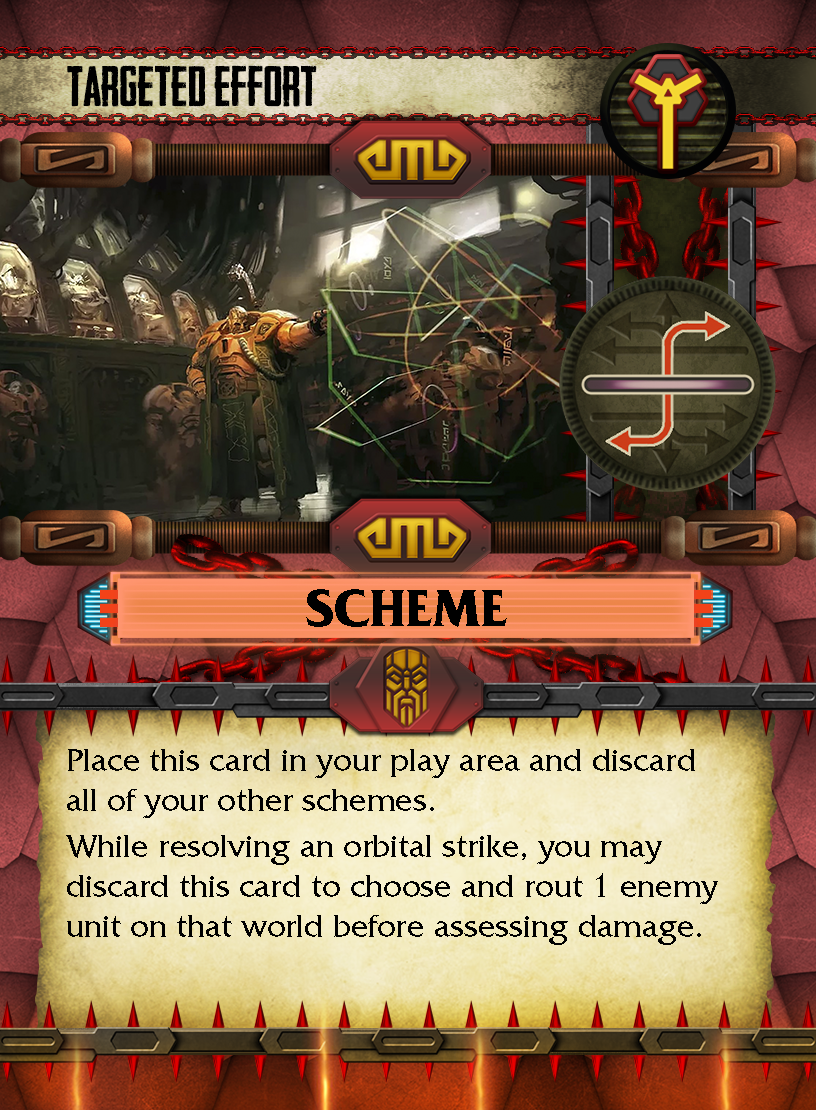 TARGETED EFFORT
SCHEME
Place this card in your play area and discard
all of your other schemes.
While resolving an orbital strike, you may
discard this card to choose and rout 1 enemy
unit on that world before assessing damage.